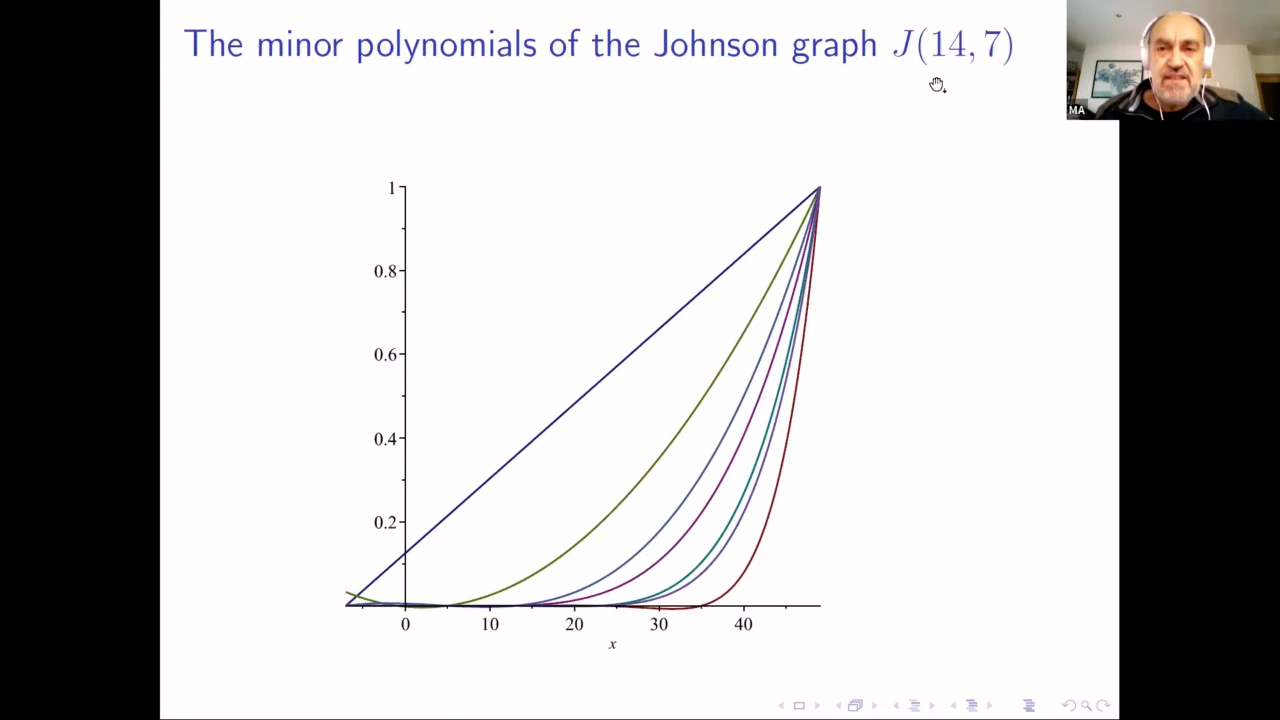 The minor polynomials of the Johnson graph J(14, 7)
MA
1
0.8
0.6
0.4
0.2
0 10 20 30 40
x